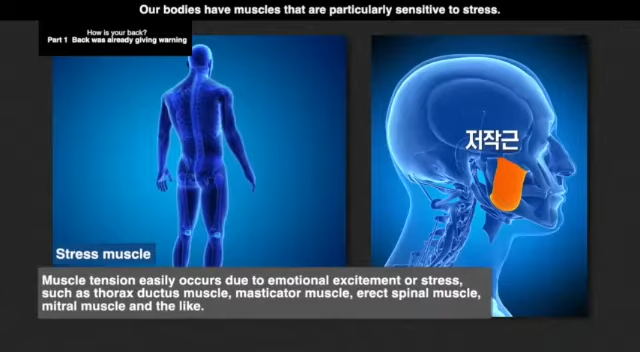 Our bodies have muscles that are particularly sensitive to stress.
How is your back?
Part 1 Back was already giving warning
저작근
Stress muscle
Muscle tension easily occurs due to emotional excitement or stress,
such as thorax ductus muscle, masticator muscle, erect spinal muscle,
mitral muscle and the like.